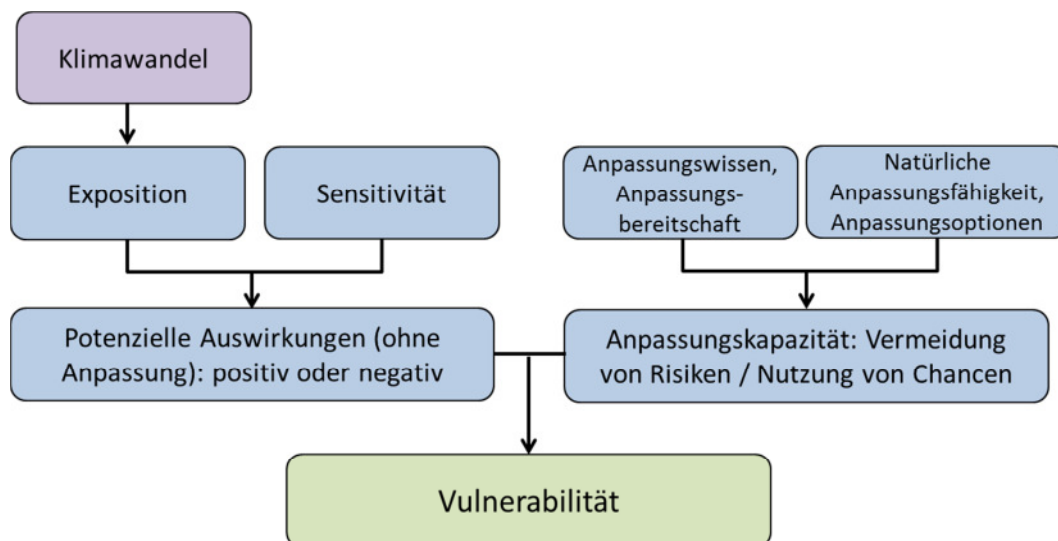 Klimawandel
Exposition
Sensitivität
Anpassungswissen,
Anpassungs-
bereitschaft
Natürliche
Anpassungsfähigkeit,
Anpassungsoptionen
Potenzielle Auswirkungen (ohne
Anpassung): positiv oder negativ
Anpassungskapazität: Vermeidung
von Risiken / Nutzung von Chancen
Vulnerabilität